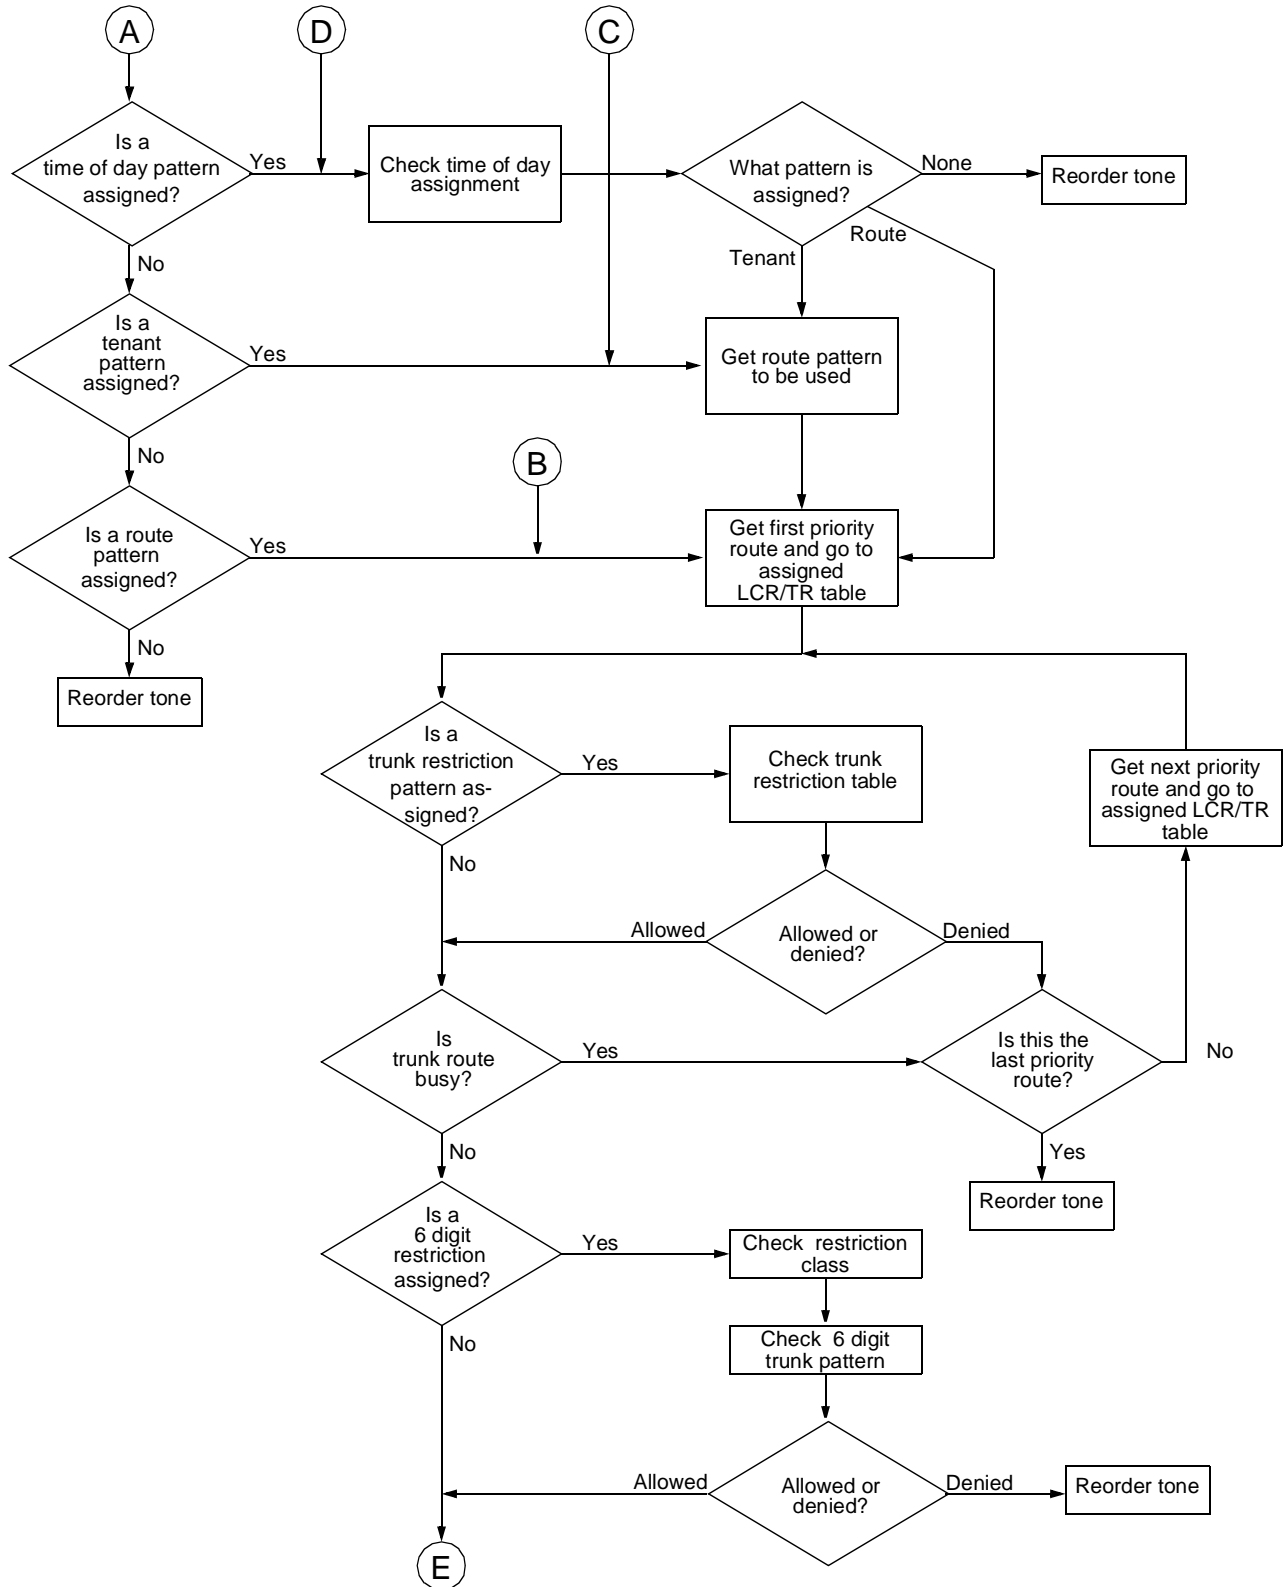 A
D
C
Is a
time of day pattern
assigned?
Yes
Check time of day
assignment
What pattern is
assigned?
None
Reorder tone
Route
Tenant
No
Is a
tenant
pattern
assigned?
Yes
Get route pattern
to be used
No
B
Is a route
pattern
assigned?
Yes
Get first priority
route and go to
assigned
LCR/TR table
No
Reorder tone
Is a
trunk restriction
pattern as-
signed?
Yes
Check trunk
restriction table
Get next priority
route and go to
assigned LCR/TR
table
No
Allowed
Allowed or
denied?
Denied
Is
trunk route
busy?
Yes
Is this the
last priority
route?
No
No
Yes
Reorder tone
Is a
6 digit
restriction
assigned?
Yes
Check restriction
class
No
Check 6 digit
trunk pattern
Allowed
Allowed or
denied?
Denied
Reorder tone
E